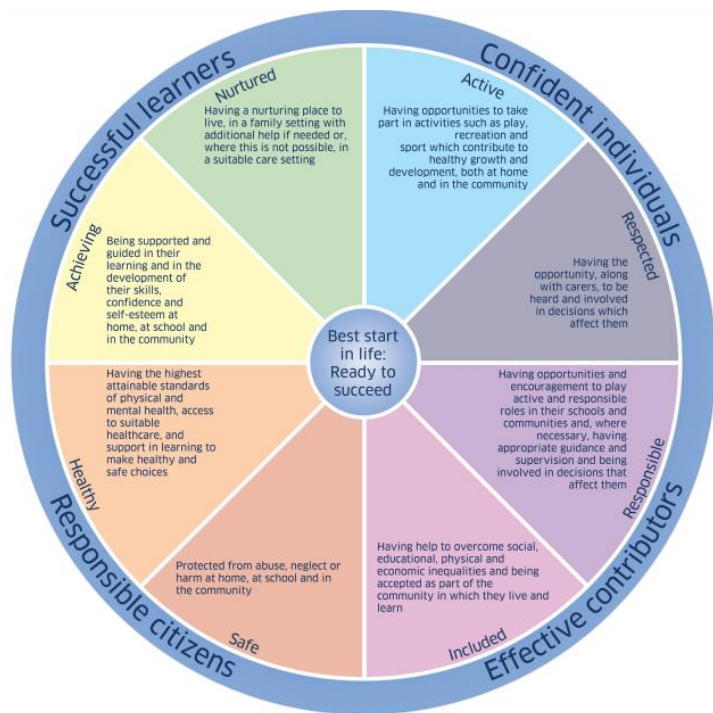 Successful learners
Confident individuals
Nurtured
Having a nurturing place to
live, in a family setting with
additional help if needed or,
where this is not possible, in
a suitable care setting
Active
Having opportunities to take
part in activities such as play,
recreation and
sport which contribute to
healthy growth and
development, both at home
and in the community
Achieving
Being supported and
guided in their
learning and in the
development of
their skills,
confidence and
self-esteem at
home, at school and
in the community
Respected
Having the
opportunity, along
with carers, to be
heard and involved
in decisions which
affect them
Best start
in life:
Ready to
succeed
Healthy
Having the highest
attainable standards
of physical and
mental health, access
to suitable
healthcare, and
support in learning to
make healthy and
safe choices
Responsible
Having opportunities and
encouragement to play
active and responsible
roles in their schools and
communities and, where
necessary, having
appropriate guidance and
supervision and being
involved in decisions that
affect them
Protected from abuse, neglect or
harm at home, at school and in
the community
Safe
Having help to overcome social,
educational, physical and
economic inequalities and being
accepted as part of the
community in which they live and
learn
Included
Responsible citizens
Effective contributors